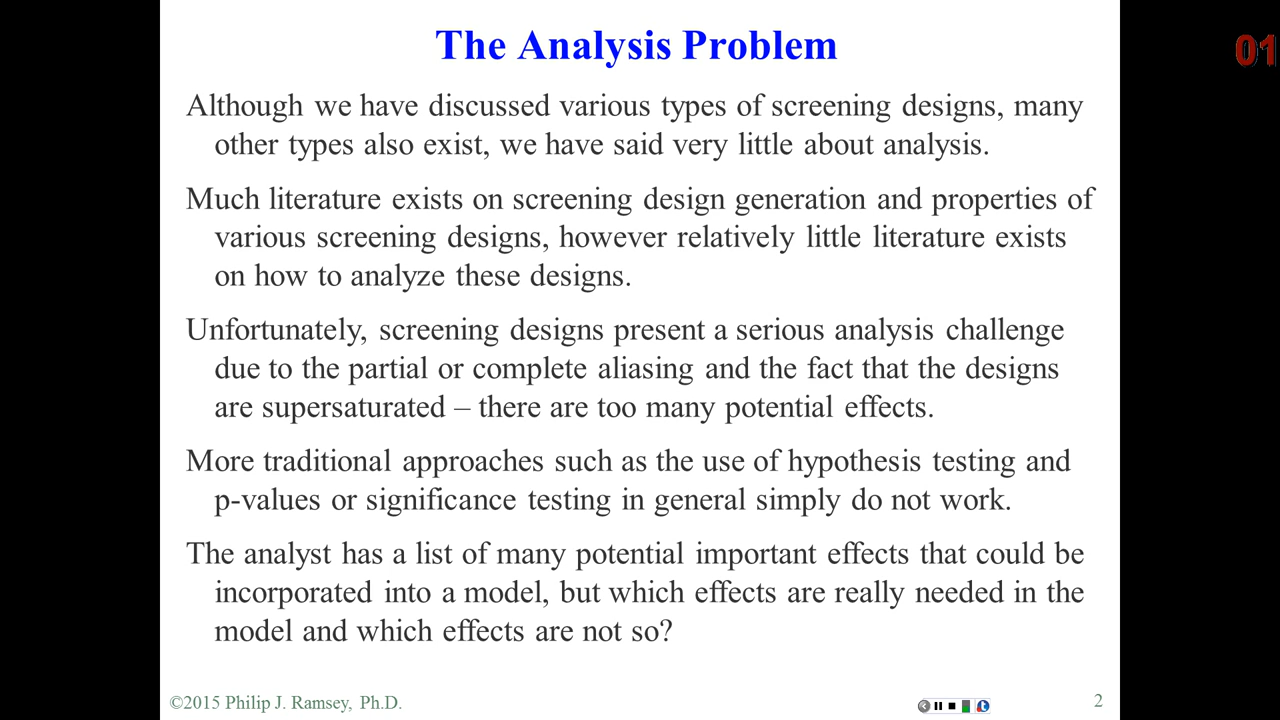 The Analysis Problem
01
Although we have discussed various types of screening designs, many
other types also exist, we have said very little about analysis.
Much literature exists on screening design generation and properties of
various screening designs, however relatively little literature exists
on how to analyze these designs.
Unfortunately, screening designs present a serious analysis challenge
due to the partial or complete aliasing and the fact that the designs
are supersaturated – there are too many potential effects.
More traditional approaches such as the use of hypothesis testing and
p-values or significance testing in general simply do not work.
The analyst has a list of many potential important effects that could be
incorporated into a model, but which effects are really needed in the
model and which effects are not so?
©2015 Philip J. Ramsey, Ph.D.
2